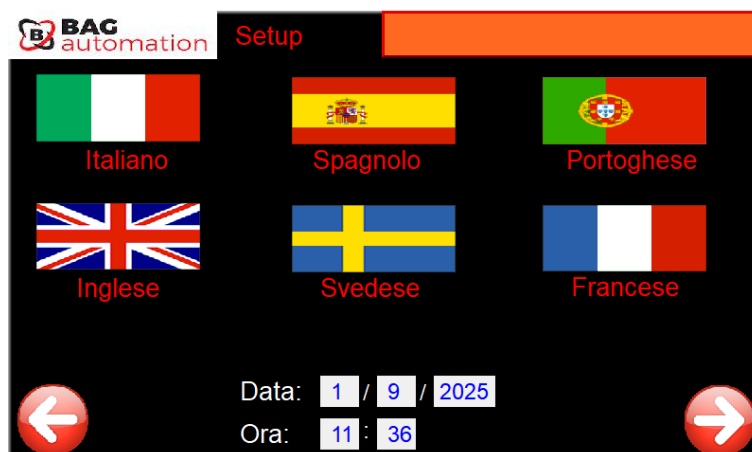 BAG
automation
Setup
Italiano
Spagnolo
Portoghese
Inglese
Svedese
Francese
Data: 1 / 9 / 2025
Ora: 11 : 36